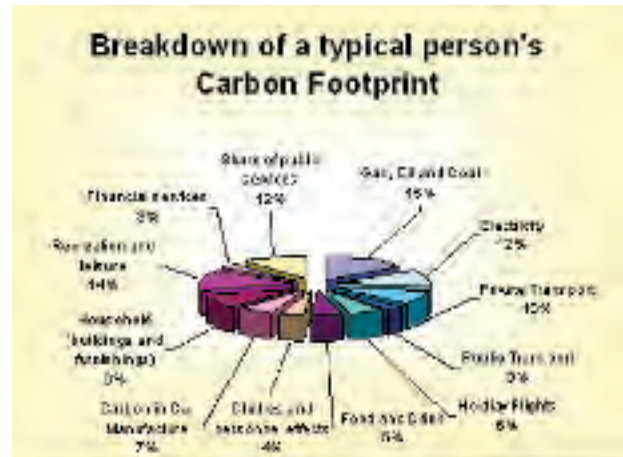 Breakdown of a typical person's
Carbon Footprint
Share of public
services
12%
Gas, Oil and Coal
15%
Financial services
3%
Electricity
12%
Recreation and
leisure
14%
Private Transport
10%
Household
(buildings and
furnishings)
9%
Public Transport
3%
Carbon in Car
Manufacture
7%
Clothes and
personal effects
4%
Food and Drink
5%
Holiday Flights
6%